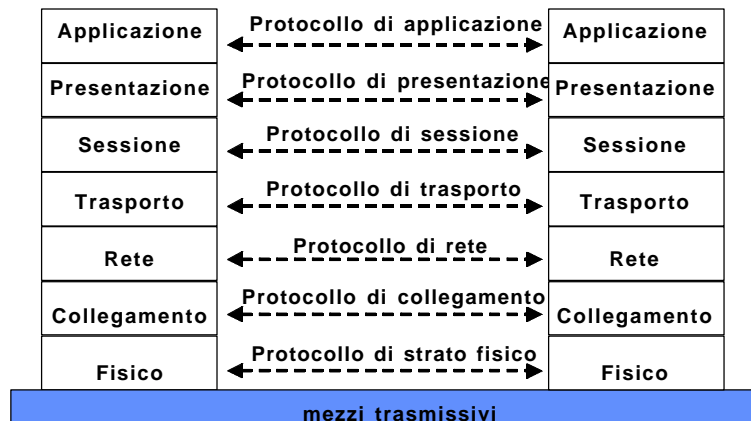 Applicazione Protocollo di applicazione Applicazione
Presentazione Protocollo di presentazione Presentazione
Sessione Protocollo di sessione Sessione
Trasporto Protocollo di trasporto Trasporto
Rete Protocollo di rete Rete
Collegamento Protocollo di collegamento Collegamento
Fisico Protocollo di strato fisico Fisico
mezzi trasmissivi